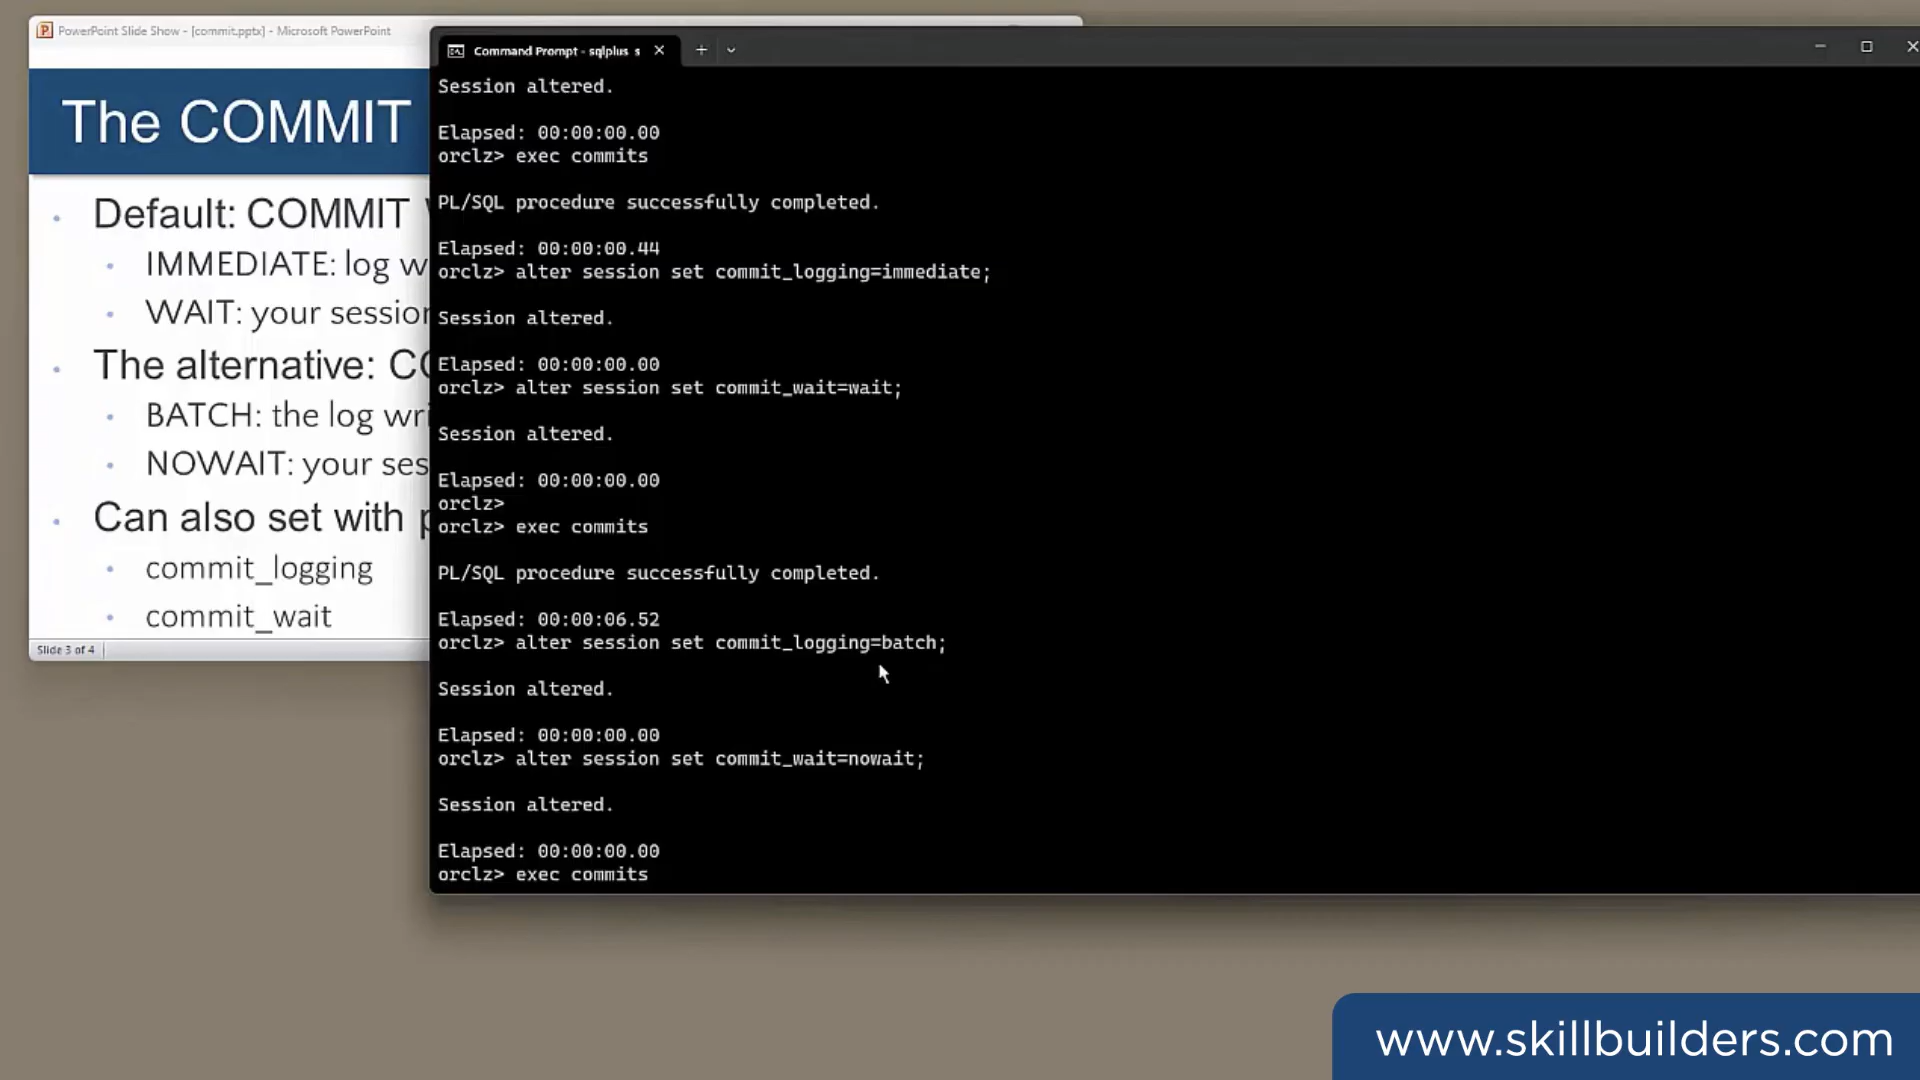 PowerPoint Slide Show - [commit.pptx] - Microsoft PowerPoint
The COMMIT
Default: COMMIT
IMMEDIATE: log
WAIT: your session
The alternative:
BATCH: the log
NOWAIT: your
Can also set with
commit_logging
commit_wait
Slide 3 of 4
Command Prompt - sqlplus s
Session altered.
Elapsed: 00:00:00.00
orclz> exec commits
PL/SQL procedure successfully completed.
Elapsed: 00:00:00.44
orclz> alter session set commit_logging=immediate;
Session altered.
Elapsed: 00:00:00.00
orclz> alter session set commit_wait=wait;
Session altered.
Elapsed: 00:00:00.00
orclz>
orclz> exec commits
PL/SQL procedure successfully completed.
Elapsed: 00:00:06.52
orclz> alter session set commit_logging=batch;
Session altered.
Elapsed: 00:00:00.00
orclz> alter session set commit_wait=nowait;
Session altered.
Elapsed: 00:00:00.00
orclz> exec commits
www.skillbuilders.com